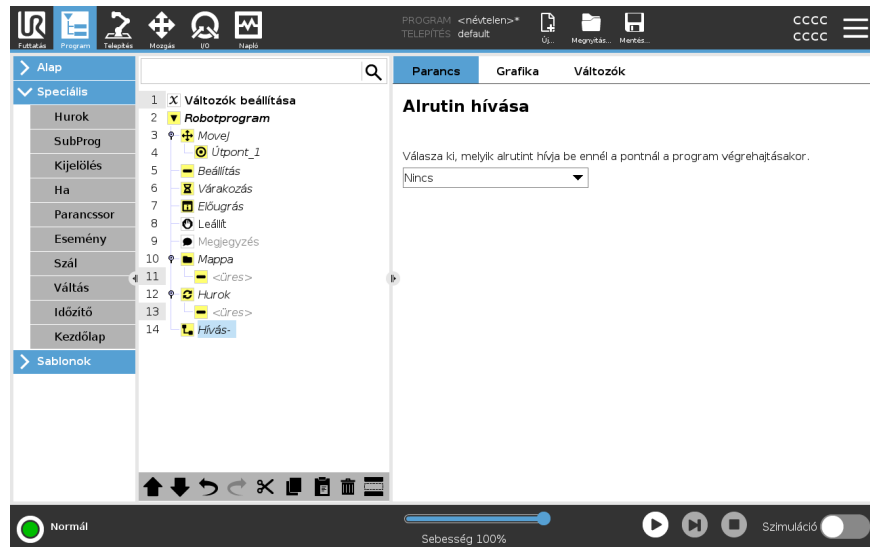 PROGRAM <névtelen>*
TELEPÍTÉS default
Futtatás Program Telepítés Mozgás I/O Napló
Új... Megnyitás... Mentés...
CCCC
CCCC
Alap
Speciális
Hurok
SubProg
Kijelölés
Ha
Parancssor
Esemény
Szál
Váltás
Időzítő
Kezdőlap
Sablonok
1 X Változók beállítása
2 Robotprogram
3 MoveJ
4 Útpont_1
5 Beállítás
6 Várakozás
7 Előugrás
8 Leállít
9 Megjegyzés
10 Mappa
11 <üres>
12 Hurok
13 <üres>
14 Hívás-
Parancs Grafika Változók
Alrutin hívása
Válasza ki, melyik alrutint hívja be ennél a pontnál a program végrehajtásakor.
Nincs
Normál
Sebesség 100%
Szimuláció